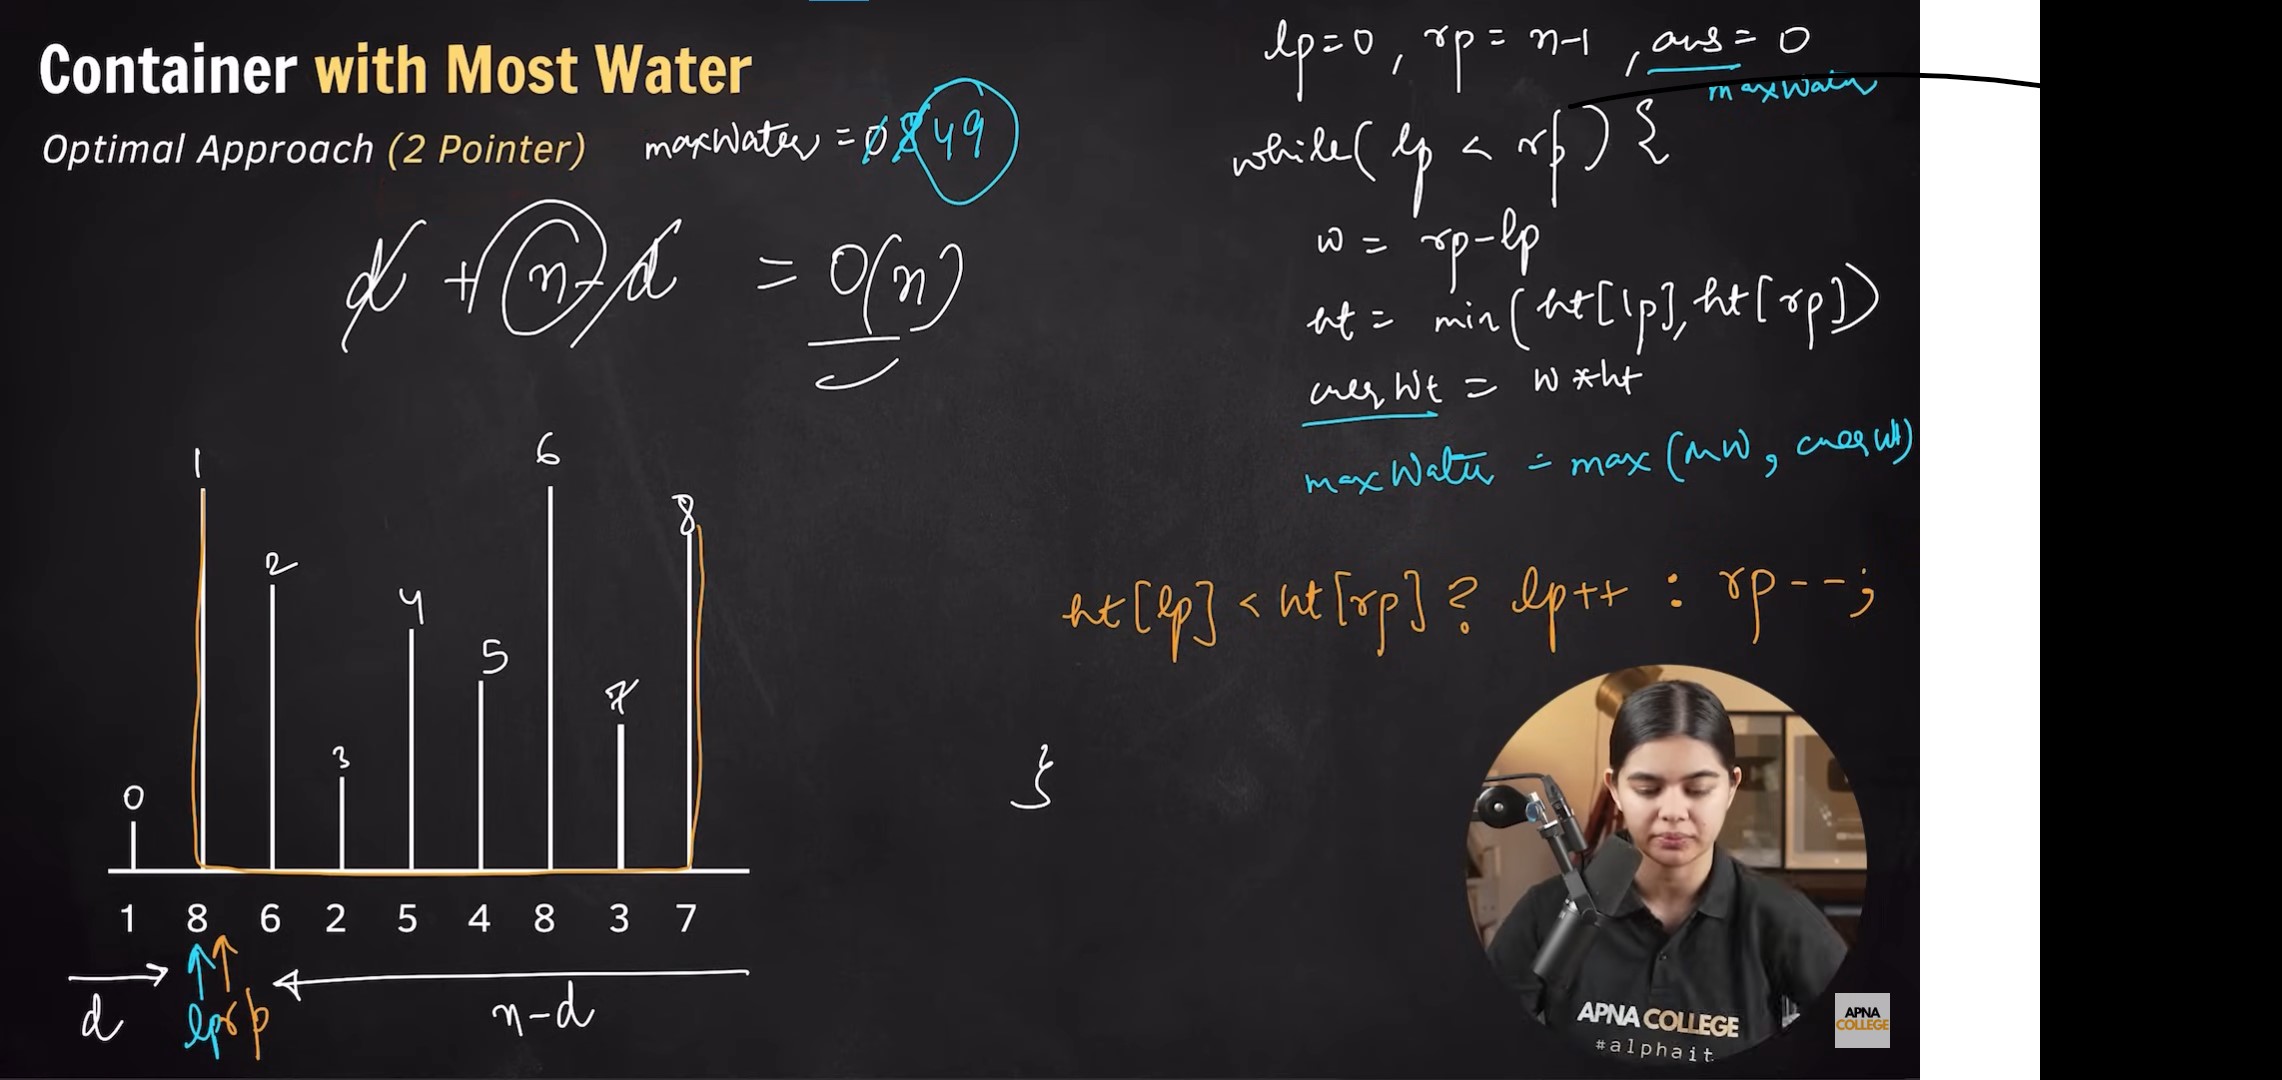 Container with Most Water
Optimal Approach (2 Pointer)
maxWater = 0 8 49
d + n - d = O(n)
lp=0, rp= n-1, ans= 0
maxWater
while( lp < rp) {
w = rp-lp
ht = min(ht[lp], ht[rp])
currWt = w*ht
maxWater = max(mw, currWt)
ht[lp] < ht[rp] ? lp++ : rp--;
}
0 1 2 3 4 5 6 7 8
1 8 6 2 5 4 8 3 7
d lp rp n-d
APNA COLLEGE
#alphait
APNA
COLLEGE